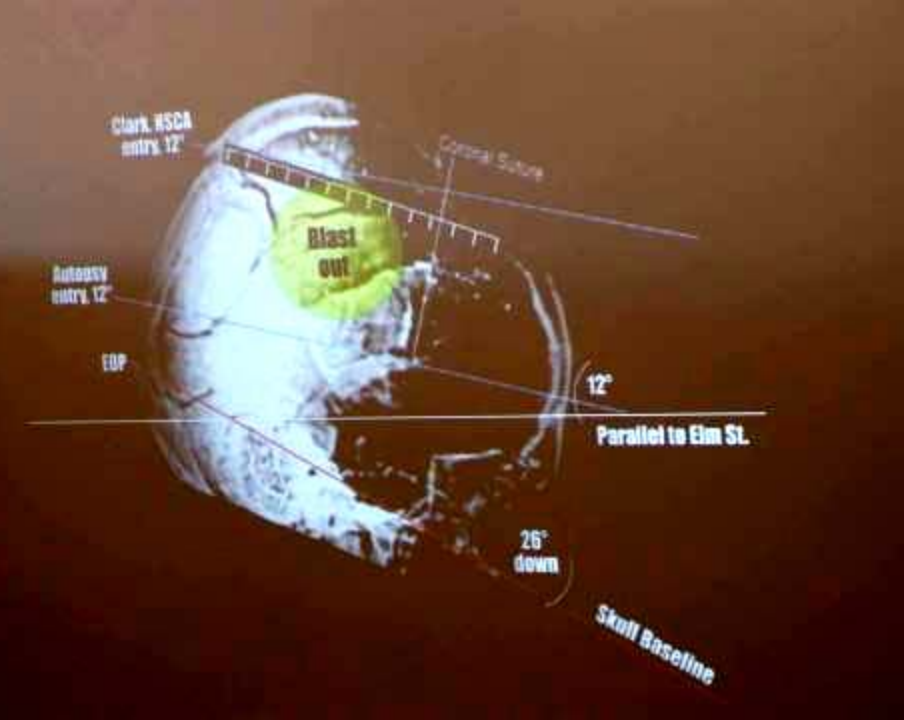 Clark, HSCA
entry, 12°
Coronal Suture
Blast
out
Autopsy
entry, 12°
EOP
12°
Parallel to Elm St.
26°
down
Skull Baseline